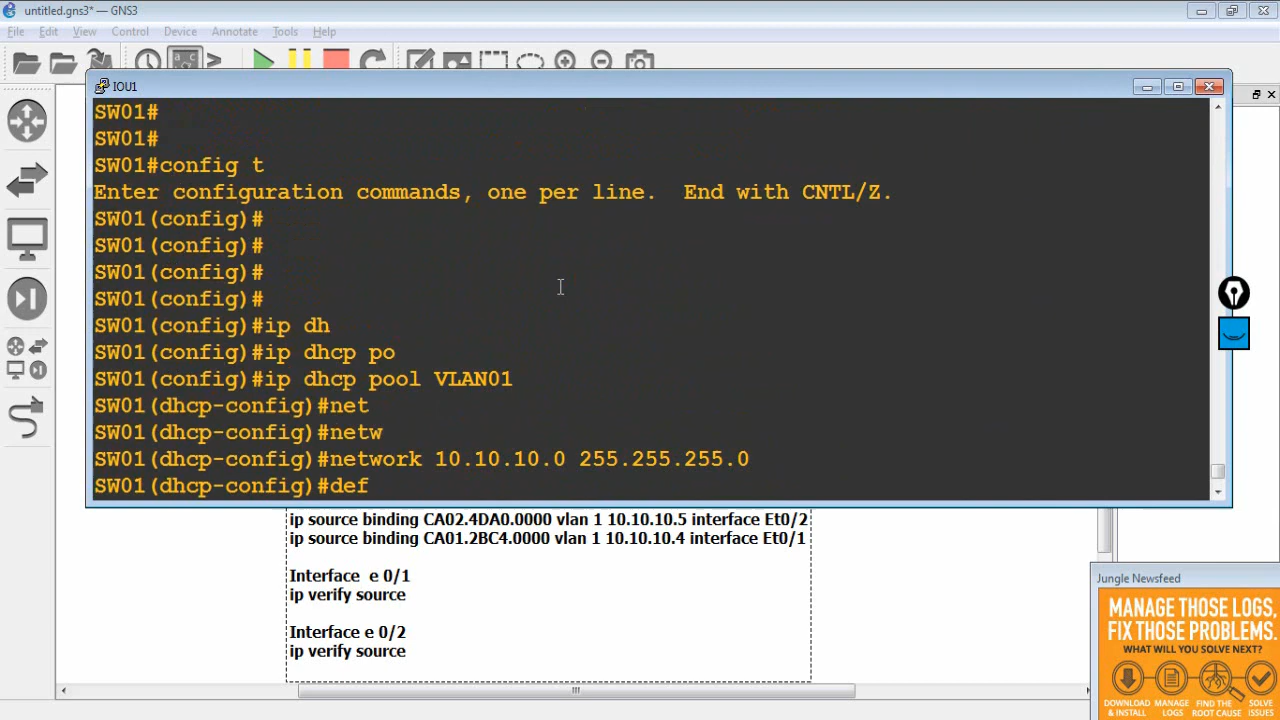 untitled.gns3* — GNS3
File Edit View Control Device Annotate Tools Help
IOU1
SW01#
SW01#
SW01#config t
Enter configuration commands, one per line.  End with CNTL/Z.
SW01(config)#
SW01(config)#
SW01(config)#
SW01(config)#
SW01(config)#ip dh
SW01(config)#ip dhcp po
SW01(config)#ip dhcp pool VLAN01
SW01(dhcp-config)#net
SW01(dhcp-config)#netw
SW01(dhcp-config)#network 10.10.10.0 255.255.255.0
SW01(dhcp-config)#def
ip source binding CA02.4DA0.0000 vlan 1 10.10.10.5 interface Et0/2
ip source binding CA01.2BC4.0000 vlan 1 10.10.10.4 interface Et0/1
Interface  e 0/1
ip verify source
Interface e 0/2
ip verify source
Jungle Newsfeed
MANAGE THOSE LOGS,
FIX THOSE PROBLEMS.
WHAT WILL YOU SOLVE NEXT?
DOWNLOAD & INSTALL
MANAGE LOGS
FIND THE ROOT CAUSE
SOLVE ISSUES